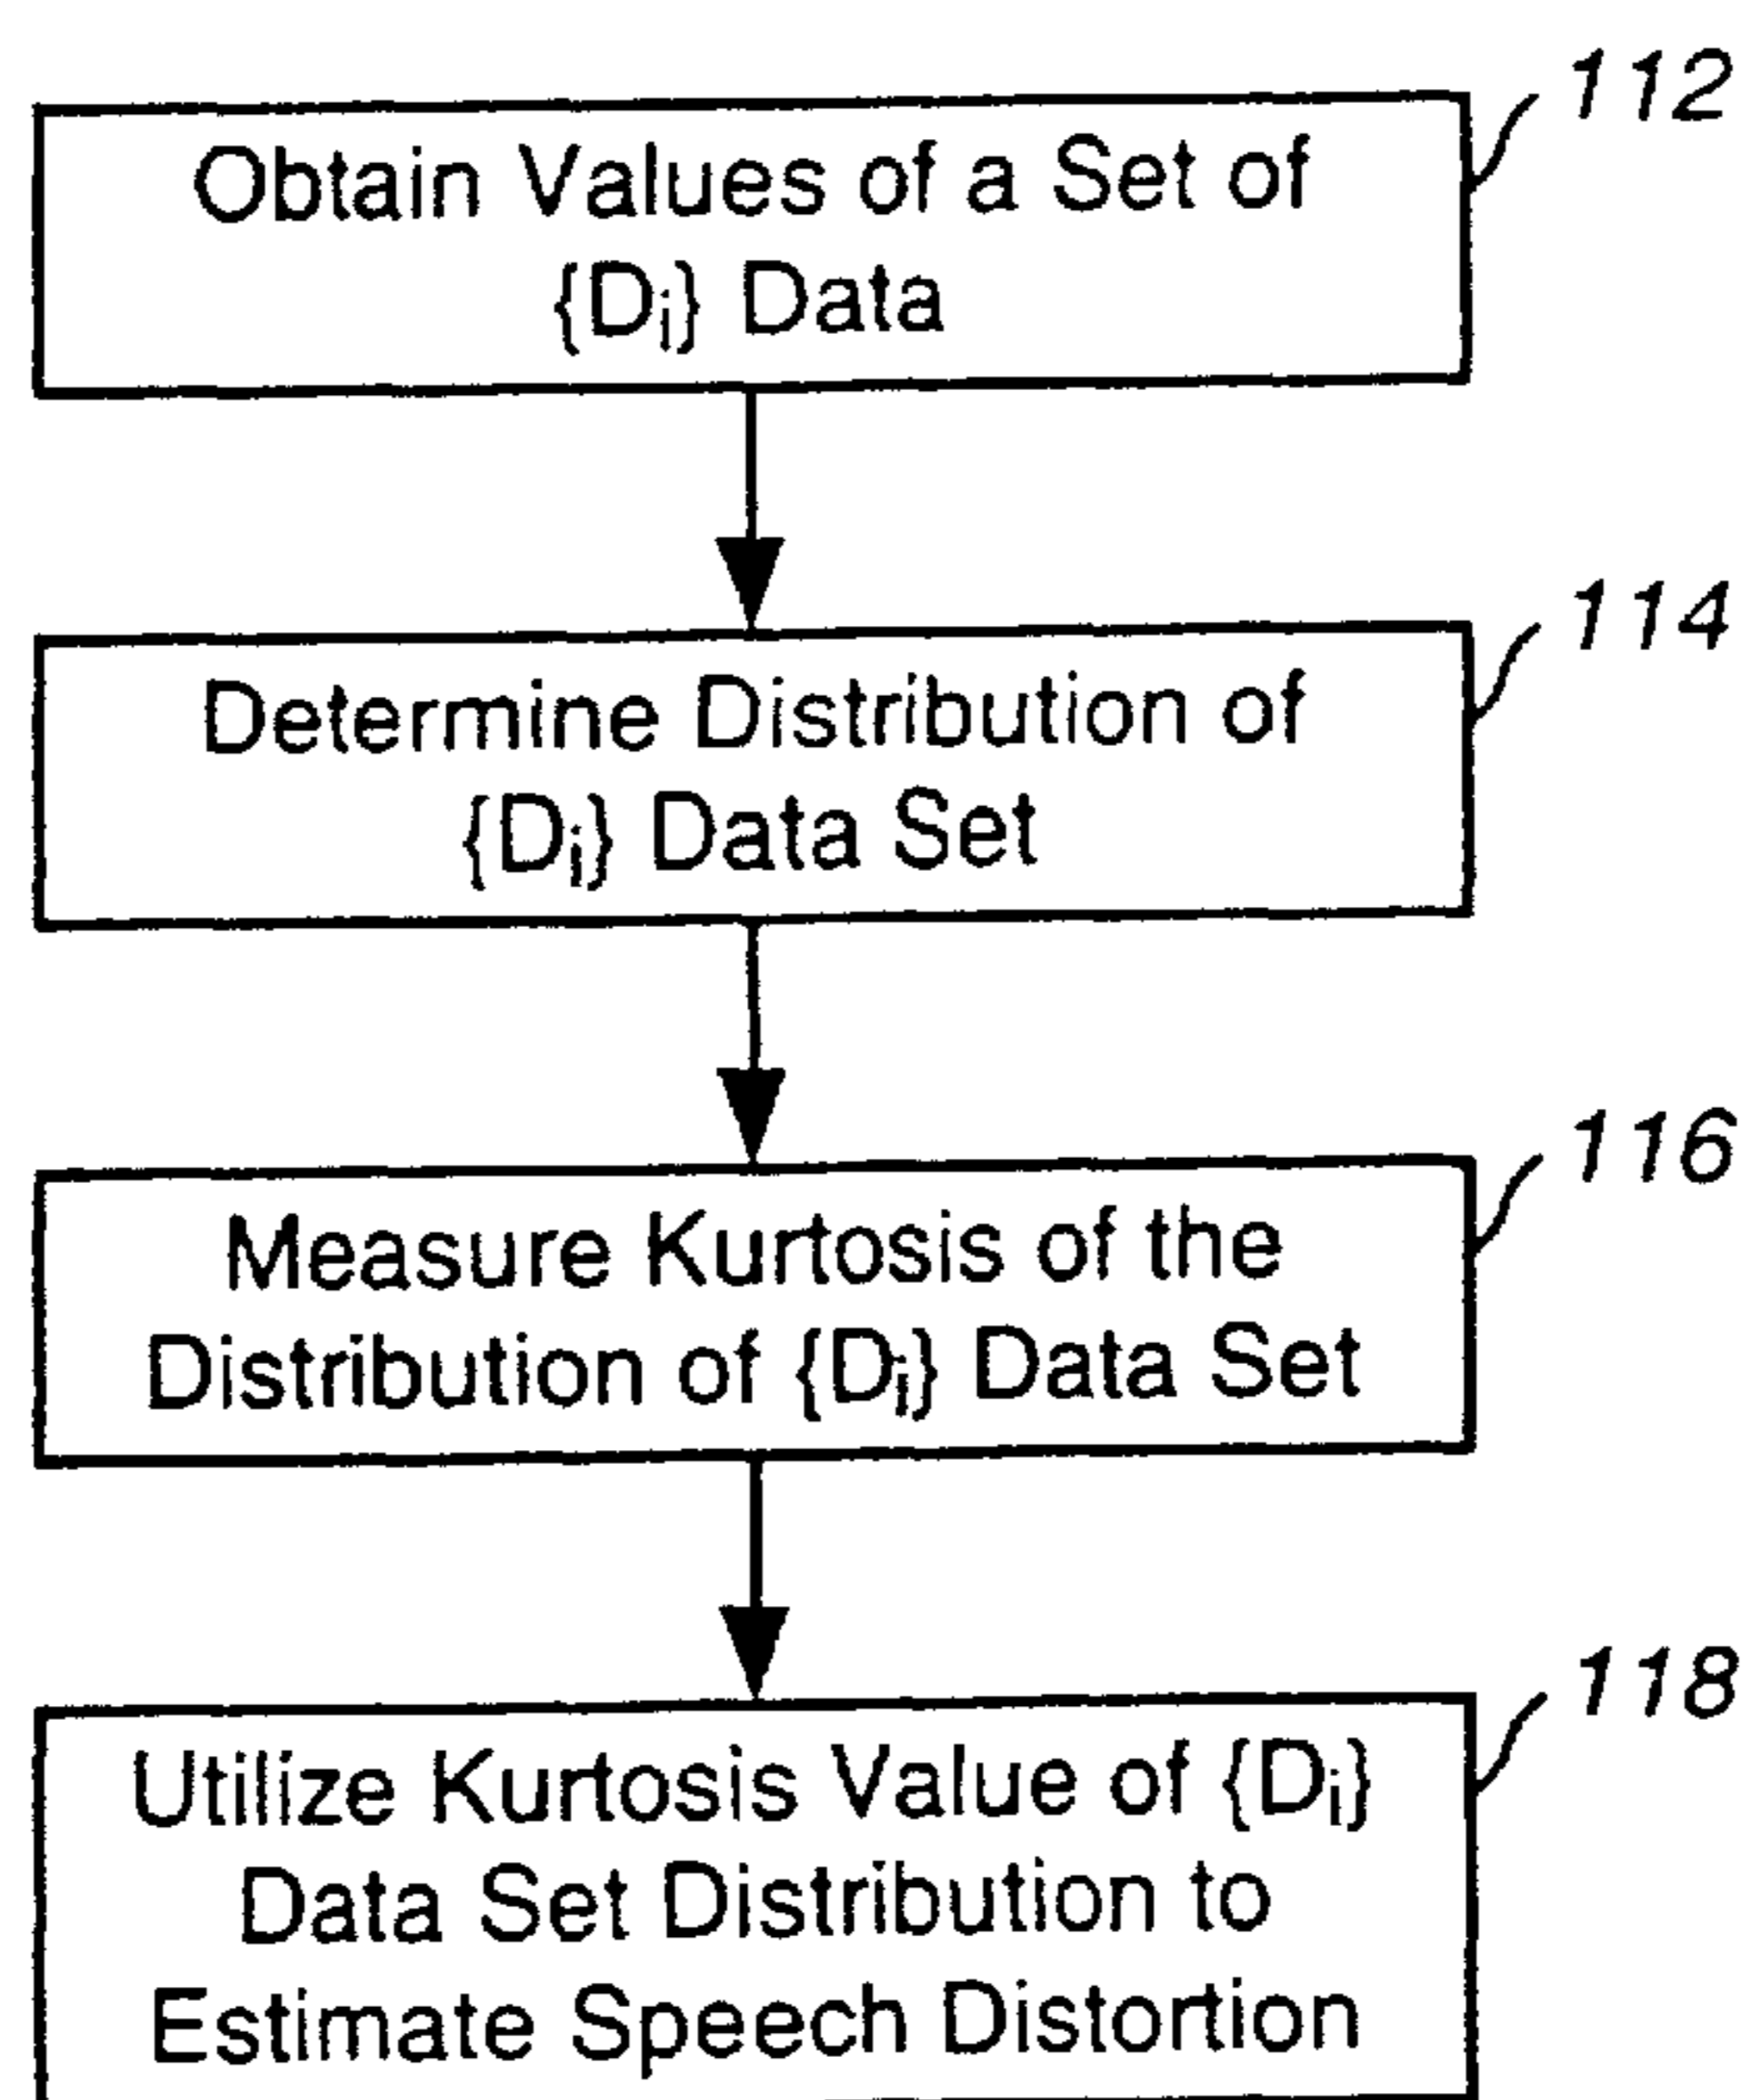 112
Obtain Values of a Set of
{Di} Data
114
Determine Distribution of
{Di} Data Set
116
Measure Kurtosis of the
Distribution of {Di} Data Set
118
Utilize Kurtosis Value of {Di}
Data Set Distribution to
Estimate Speech Distortion